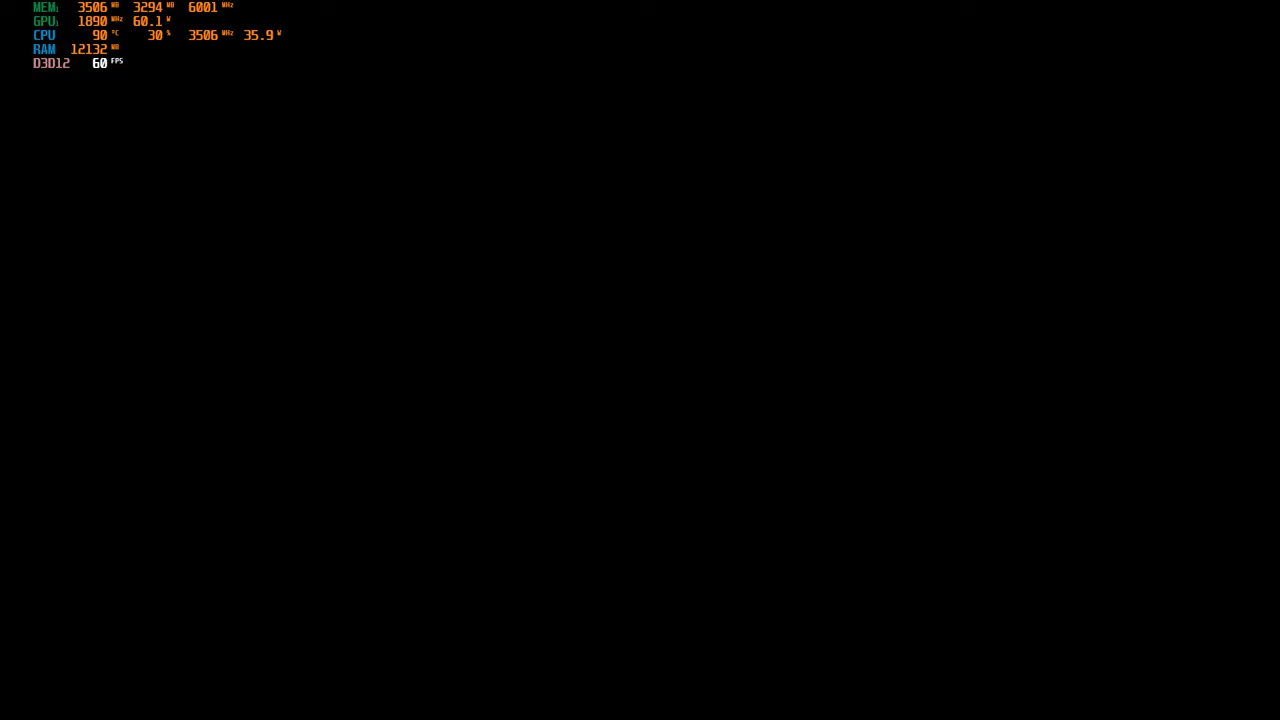 MEM1 3506 MB 3294 MB 6001 MHz
GPU1 1890 MHz 60.1 W
CPU 90 °C 30 % 3506 MHz 35.9 W
RAM 12132 MB
D3D12 60 FPS